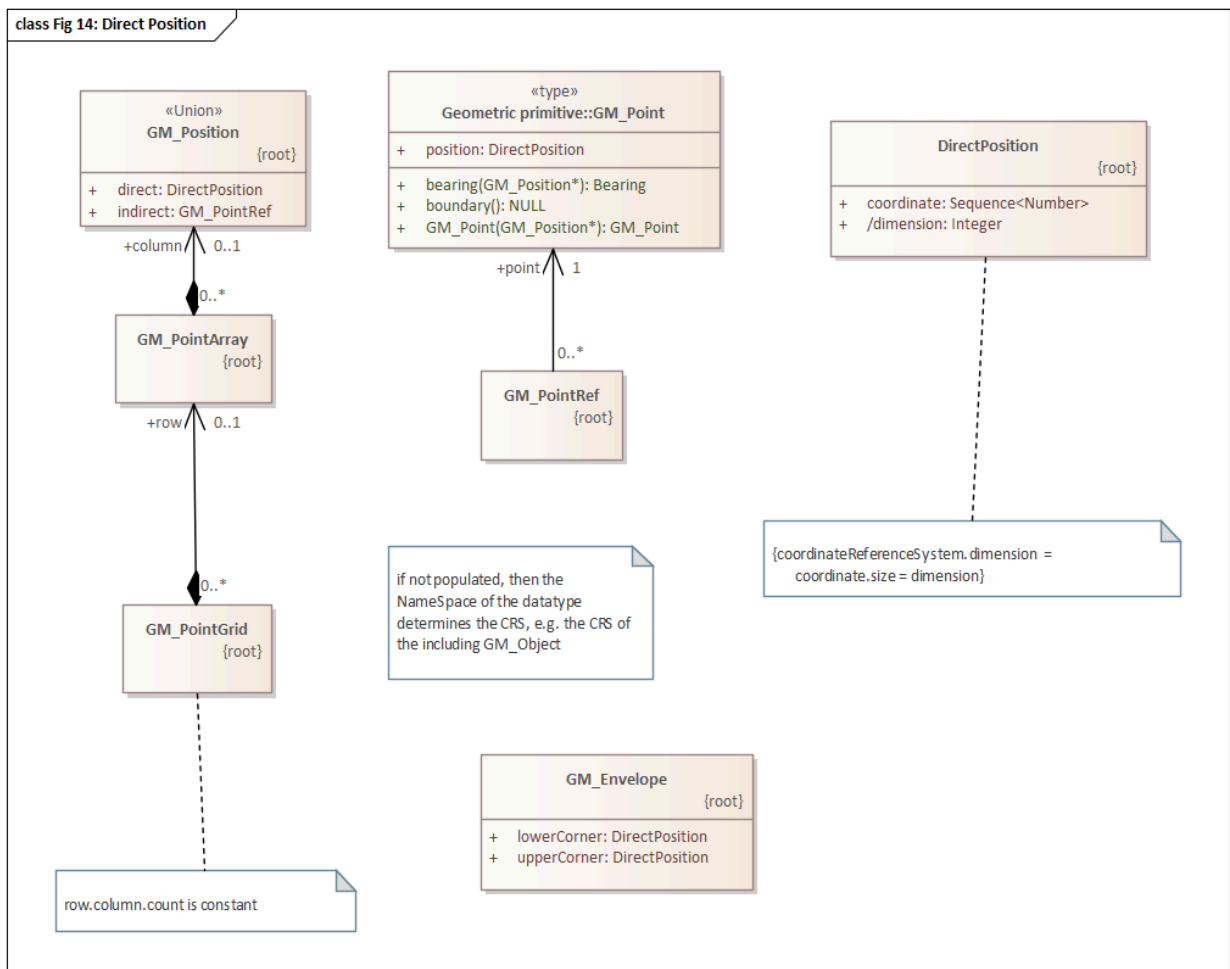 class Fig 14: Direct Position
«Union»
GM_Position
{root}
+ direct: DirectPosition
+ indirect: GM_PointRef
+column 0..1
0..*
GM_PointArray
{root}
+row 0..1
0..*
GM_PointGrid
{root}
row.column.count is constant
«type»
Geometric primitive::GM_Point
+ position: DirectPosition
+ bearing(GM_Position*): Bearing
+ boundary(): NULL
+ GM_Point(GM_Position*): GM_Point
+point 1
0..*
GM_PointRef
{root}
if not populated, then the
NameSpace of the datatype
determines the CRS, e.g. the CRS of
the including GM_Object
GM_Envelope
{root}
+ lowerCorner: DirectPosition
+ upperCorner: DirectPosition
DirectPosition
{root}
+ coordinate: Sequence<Number>
+ /dimension: Integer
{coordinateReferenceSystem.dimension =
coordinate.size = dimension}